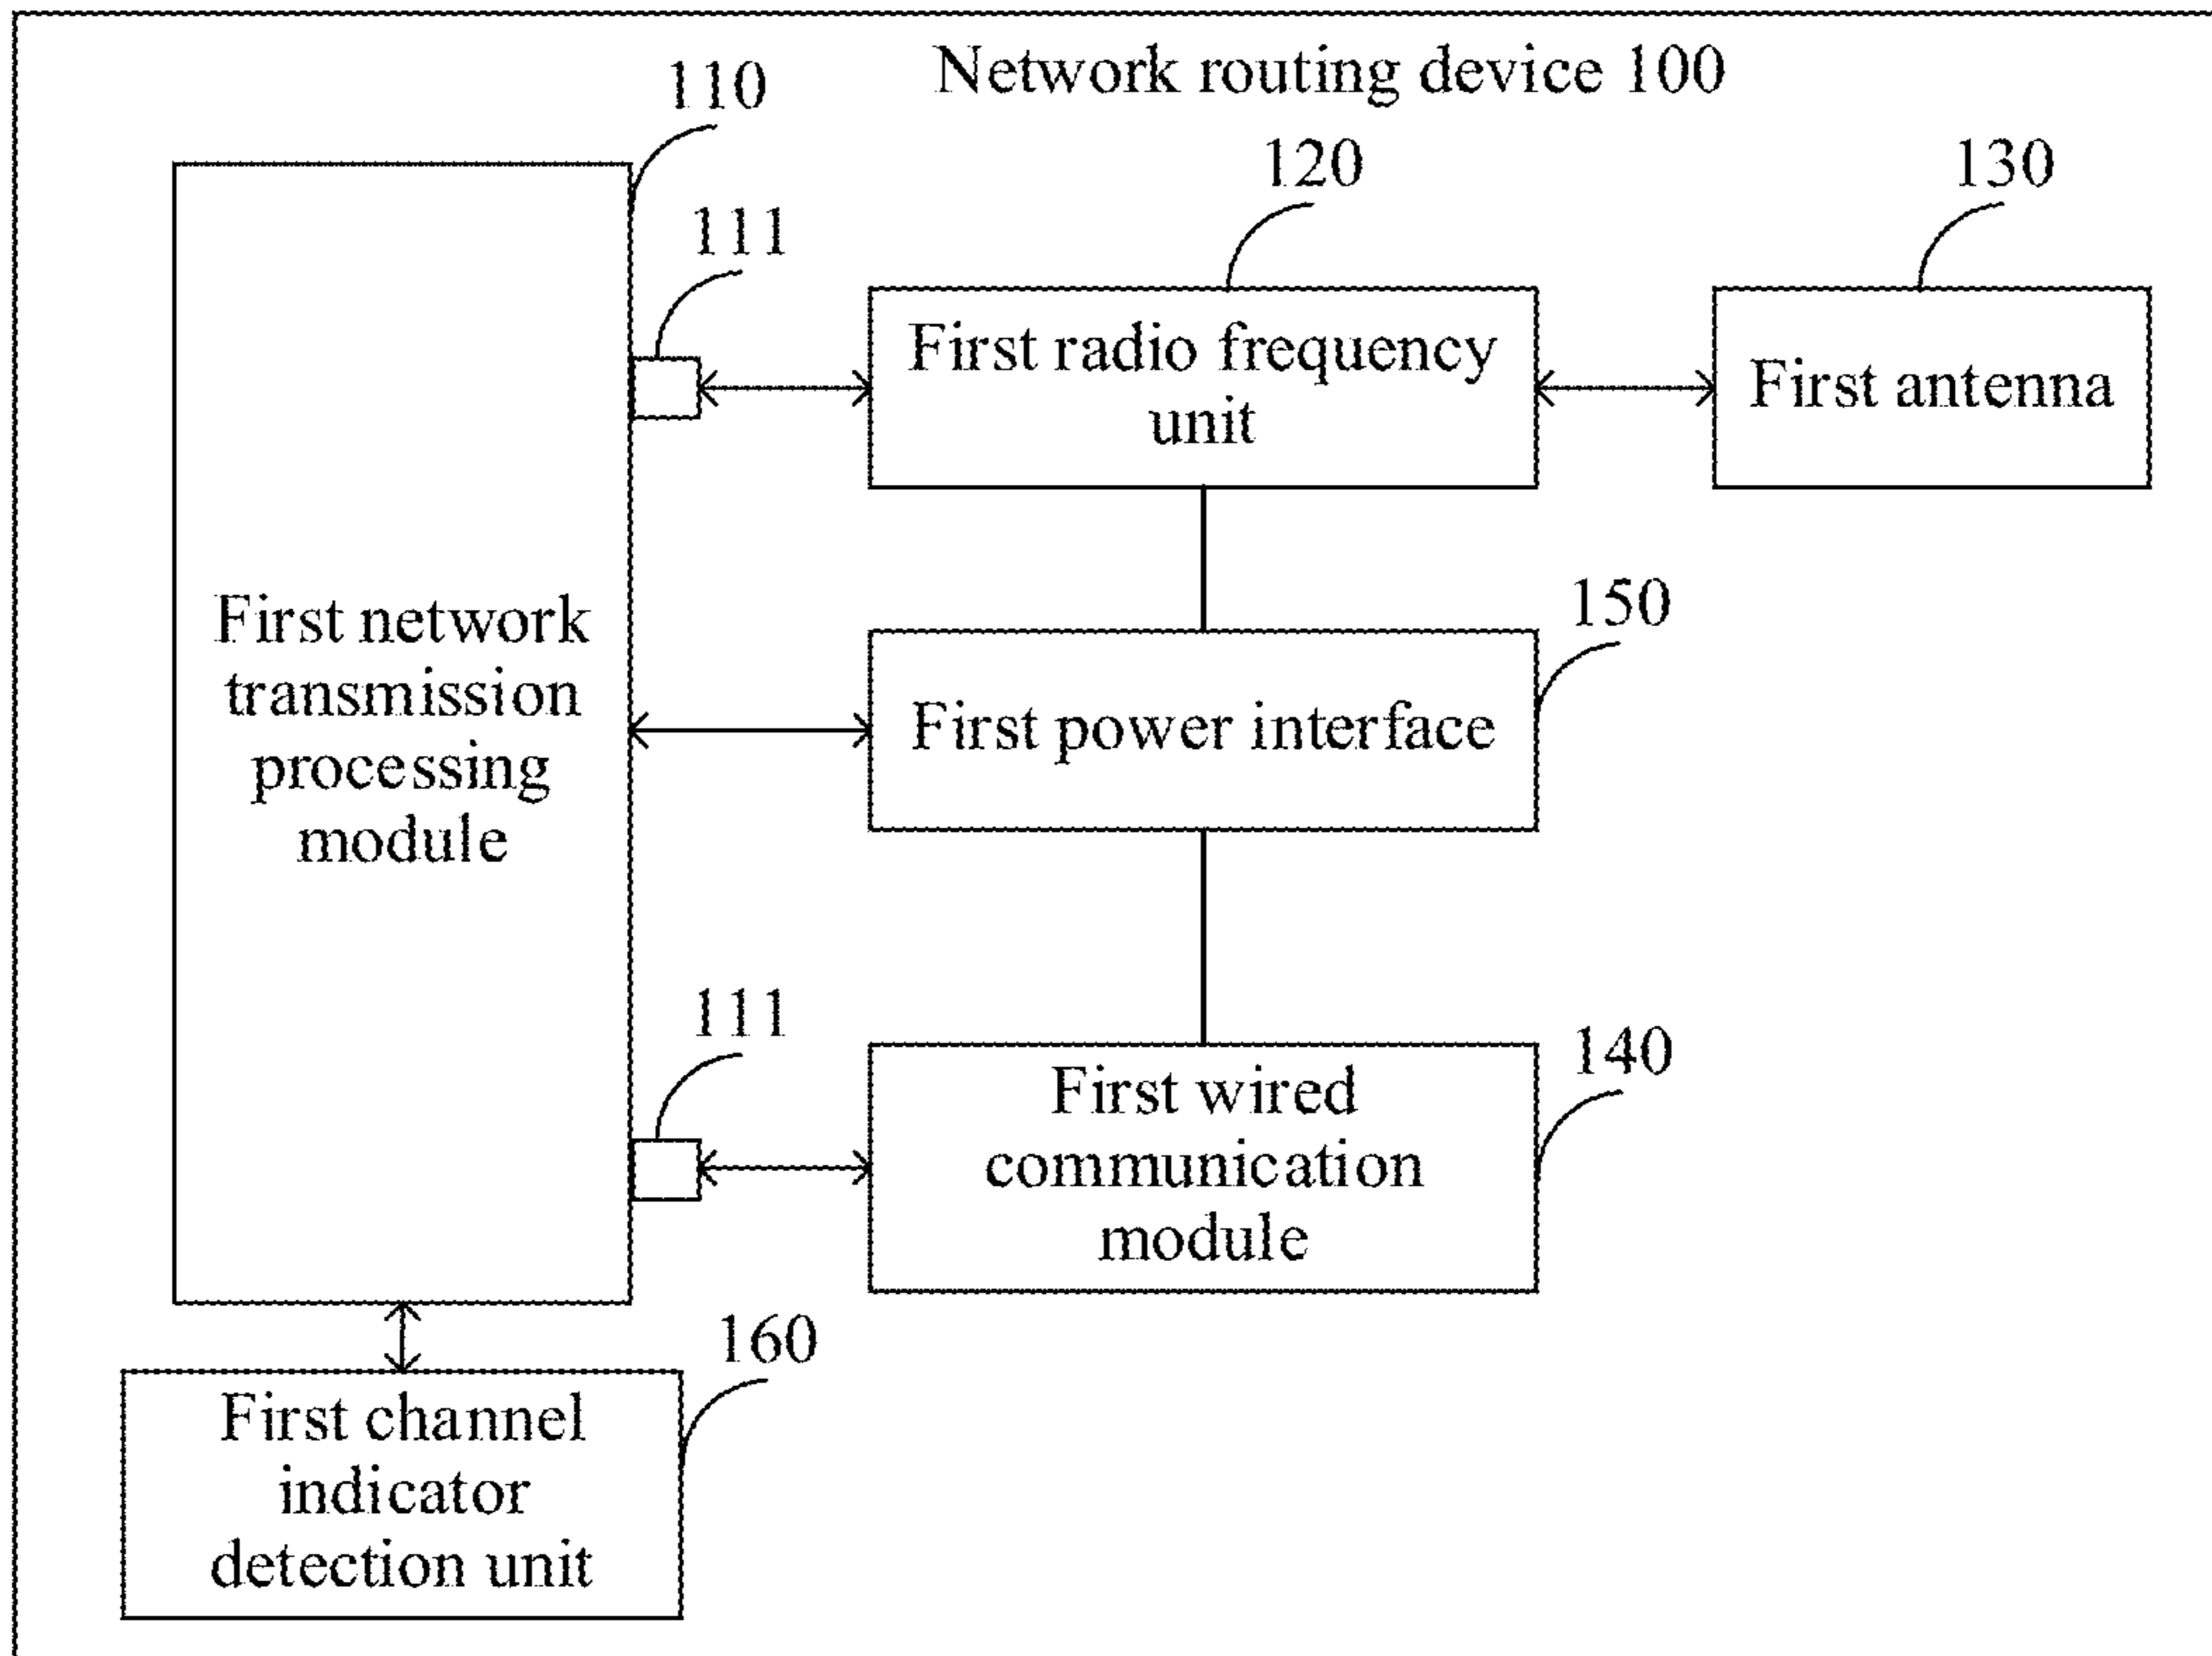 Network routing device 100
110
120
130
111
First radio frequency
unit
First antenna
First network
transmission
processing
module
150
First power interface
111
140
First wired
communication
module
160
First channel
indicator
detection unit